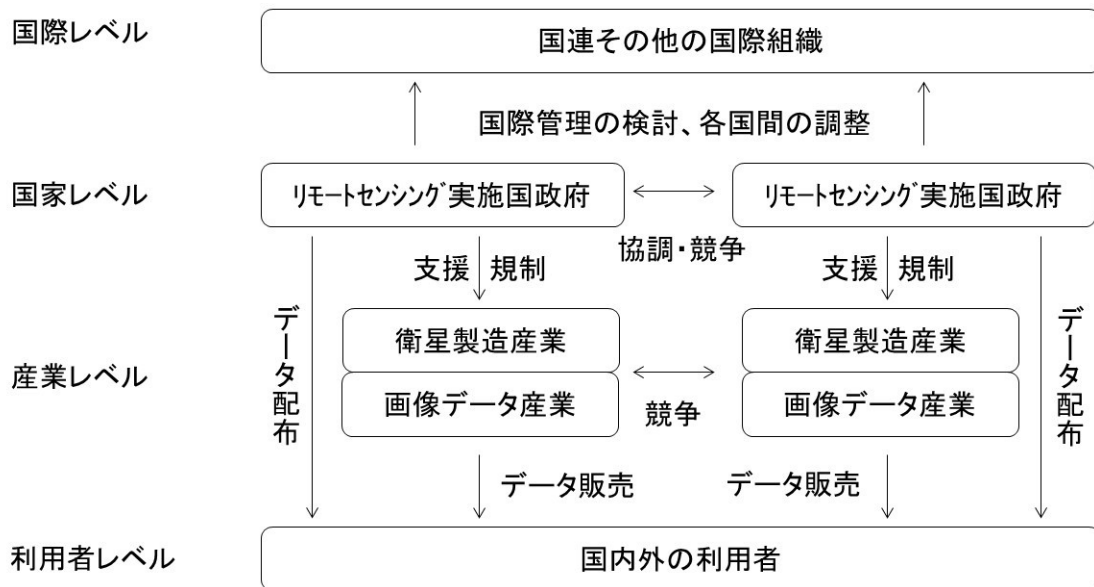 国際レベル
国連その他の国際組織
国際管理の検討、各国間の調整
国家レベル
ﾘﾓｰﾄｾﾝｼﾝｸﾞ実施国政府
ﾘﾓｰﾄｾﾝｼﾝｸﾞ実施国政府
協調・競争
支援
規制
支援
規制
データ配布
衛星製造産業
衛星製造産業
データ配布
産業レベル
画像データ産業
画像データ産業
競争
データ販売
データ販売
利用者レベル
国内外の利用者